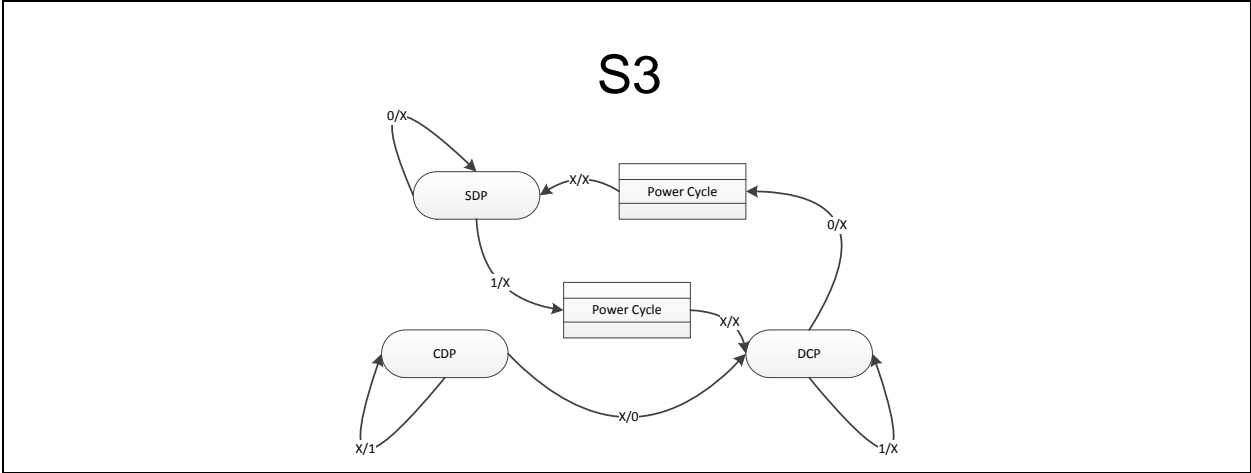 S3
0/X
X/X
Power Cycle
SDP
0/X
1/X
Power Cycle
X/X
CDP
DCP
X/0
X/1
1/X